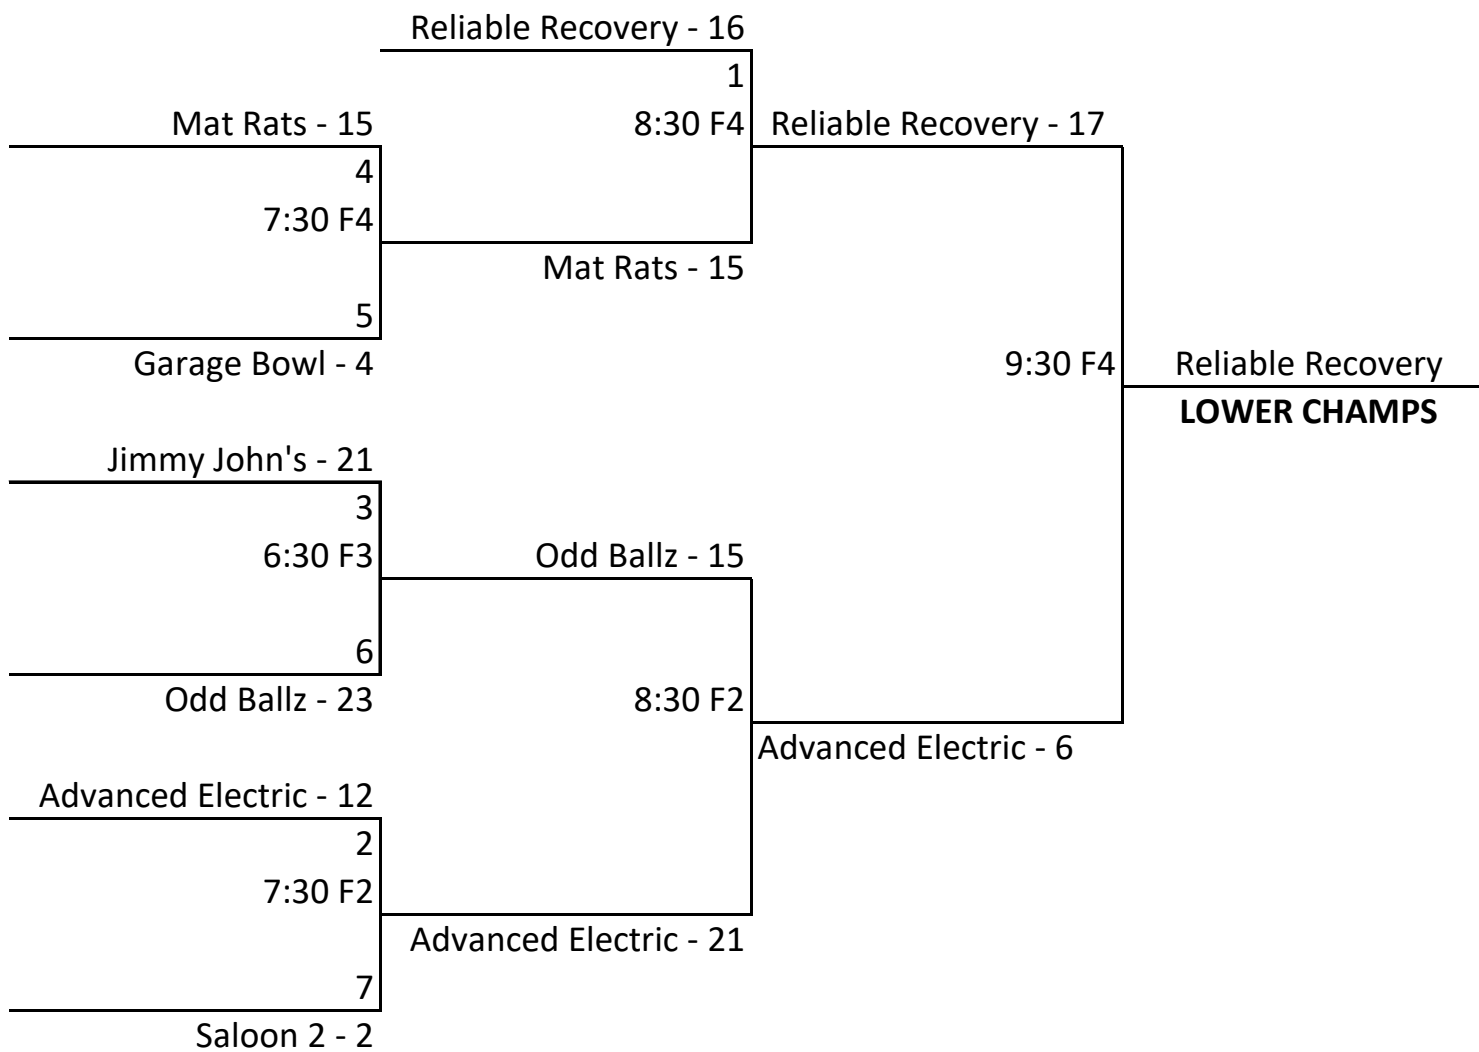 Reliable Recovery - 16
1
Mat Rats - 15
8:30 F4
Reliable Recovery - 17
4
7:30 F4
Mat Rats - 15
5
Garage Bowl - 4
9:30 F4
Reliable Recovery
LOWER CHAMPS
Jimmy John's - 21
3
6:30 F3
Odd Ballz - 15
6
Odd Ballz - 23
8:30 F2
Advanced Electric - 6
Advanced Electric - 12
2
7:30 F2
Advanced Electric - 21
7
Saloon 2 - 2